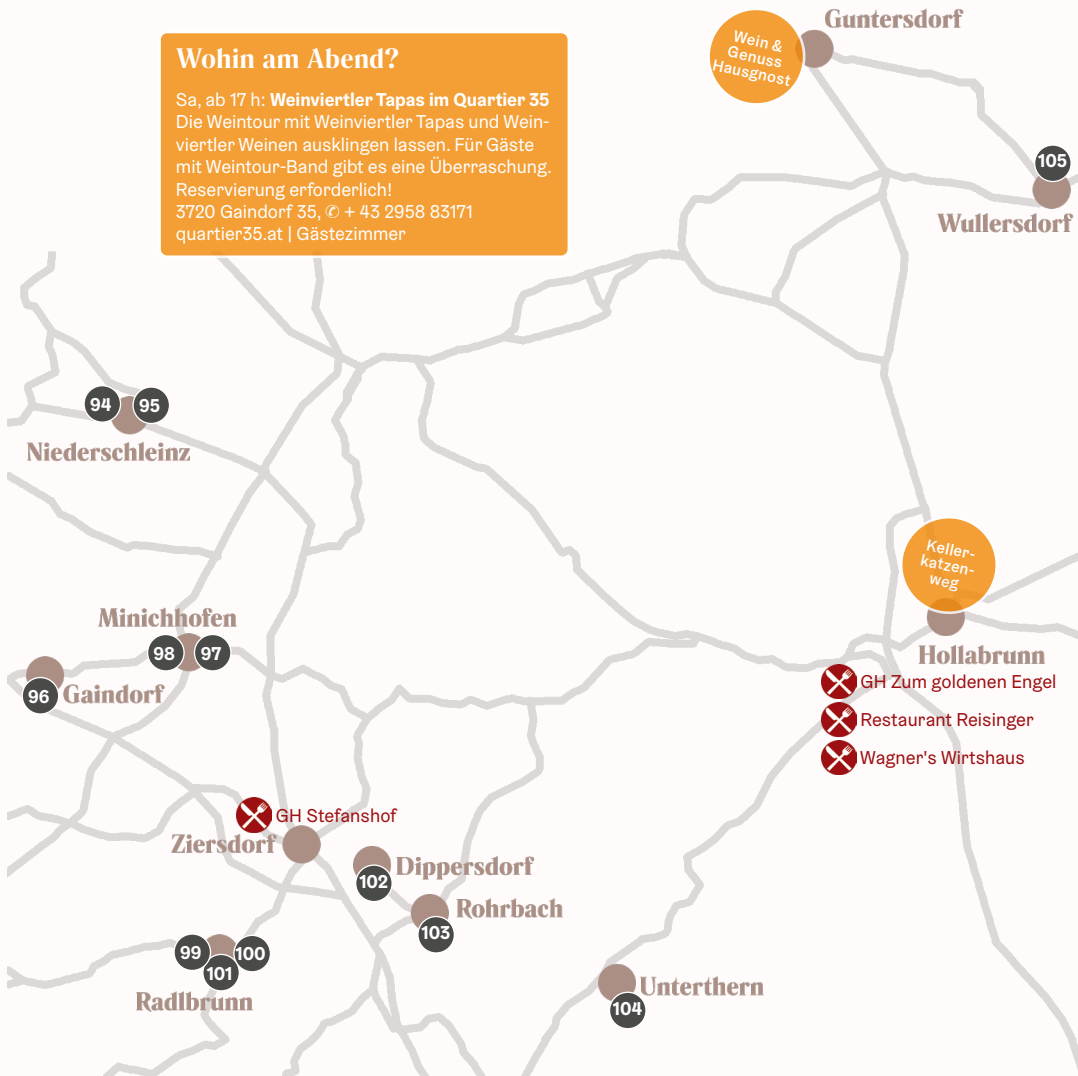 Guntersdorf
Wein &
Genuss
Hausgnost
Wohin am Abend?
Sa, ab 17 h: Weinviertler Tapas im Quartier 35
Die Weintour mit Weinviertler Tapas und Wein-
viertler Weinen ausklingen lassen. Für Gäste
mit Weintour-Band gibt es eine Überraschung.
Reservierung erforderlich!
3720 Gaindorf 35, ✆ + 43 2958 83171
quartier35.at | Gästezimmer
105
Wullersdorf
94
95
Niederschleinz
Keller-
katzen-
weg
Hollabrunn
Minichhofen
98
97
96
Gaindorf
GH Zum goldenen Engel
Restaurant Reisinger
Wagner's Wirtshaus
GH Stefanshof
Ziersdorf
Dippersdorf
102
Rohrbach
103
99
100
101
Radlbrunn
Unterthern
104